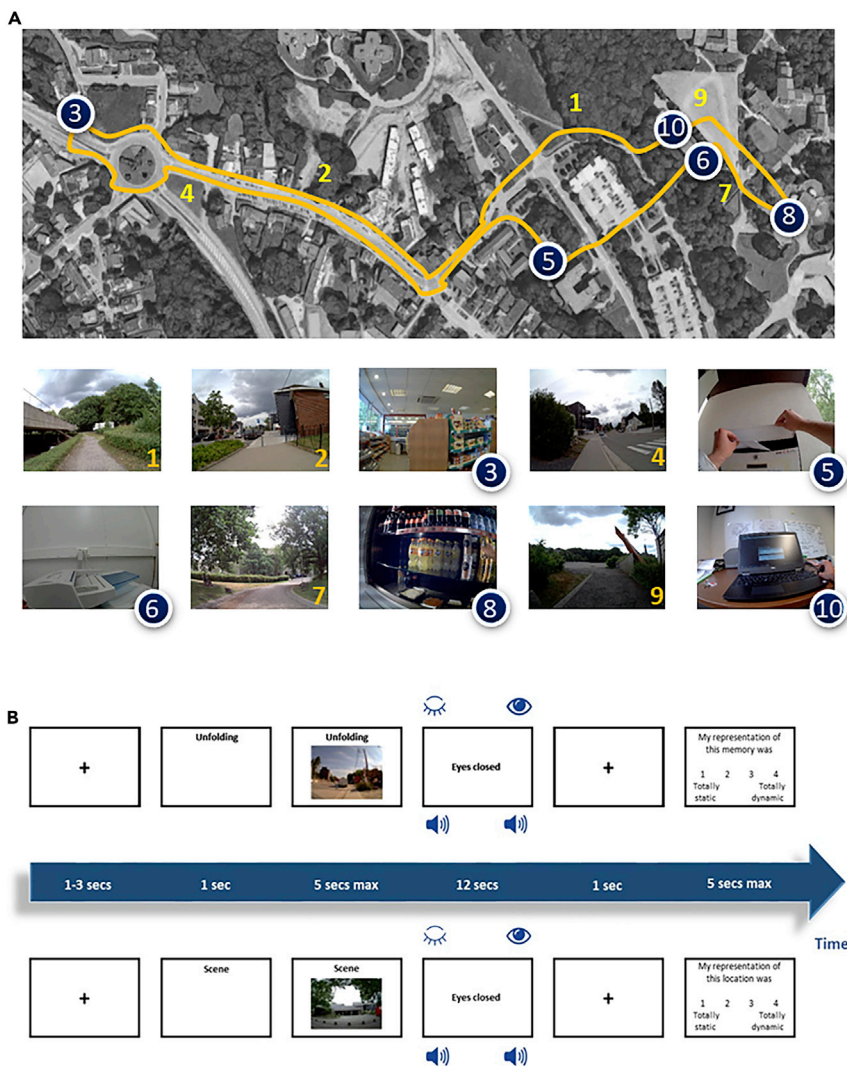 A
3
4
2
5
1
10
6
9
7
8
1
2
3
4
5
6
7
8
9
10
B
+
Unfolding
Unfolding
Eyes closed
+
My representation of
this memory was
1 2 3 4
Totally Totally
static dynamic
1-3 secs 1 sec 5 secs max 12 secs 1 sec 5 secs max
Time
+
Scene
Scene
Eyes closed
+
My representation of
this location was
1 2 3 4
Totally Totally
static dynamic